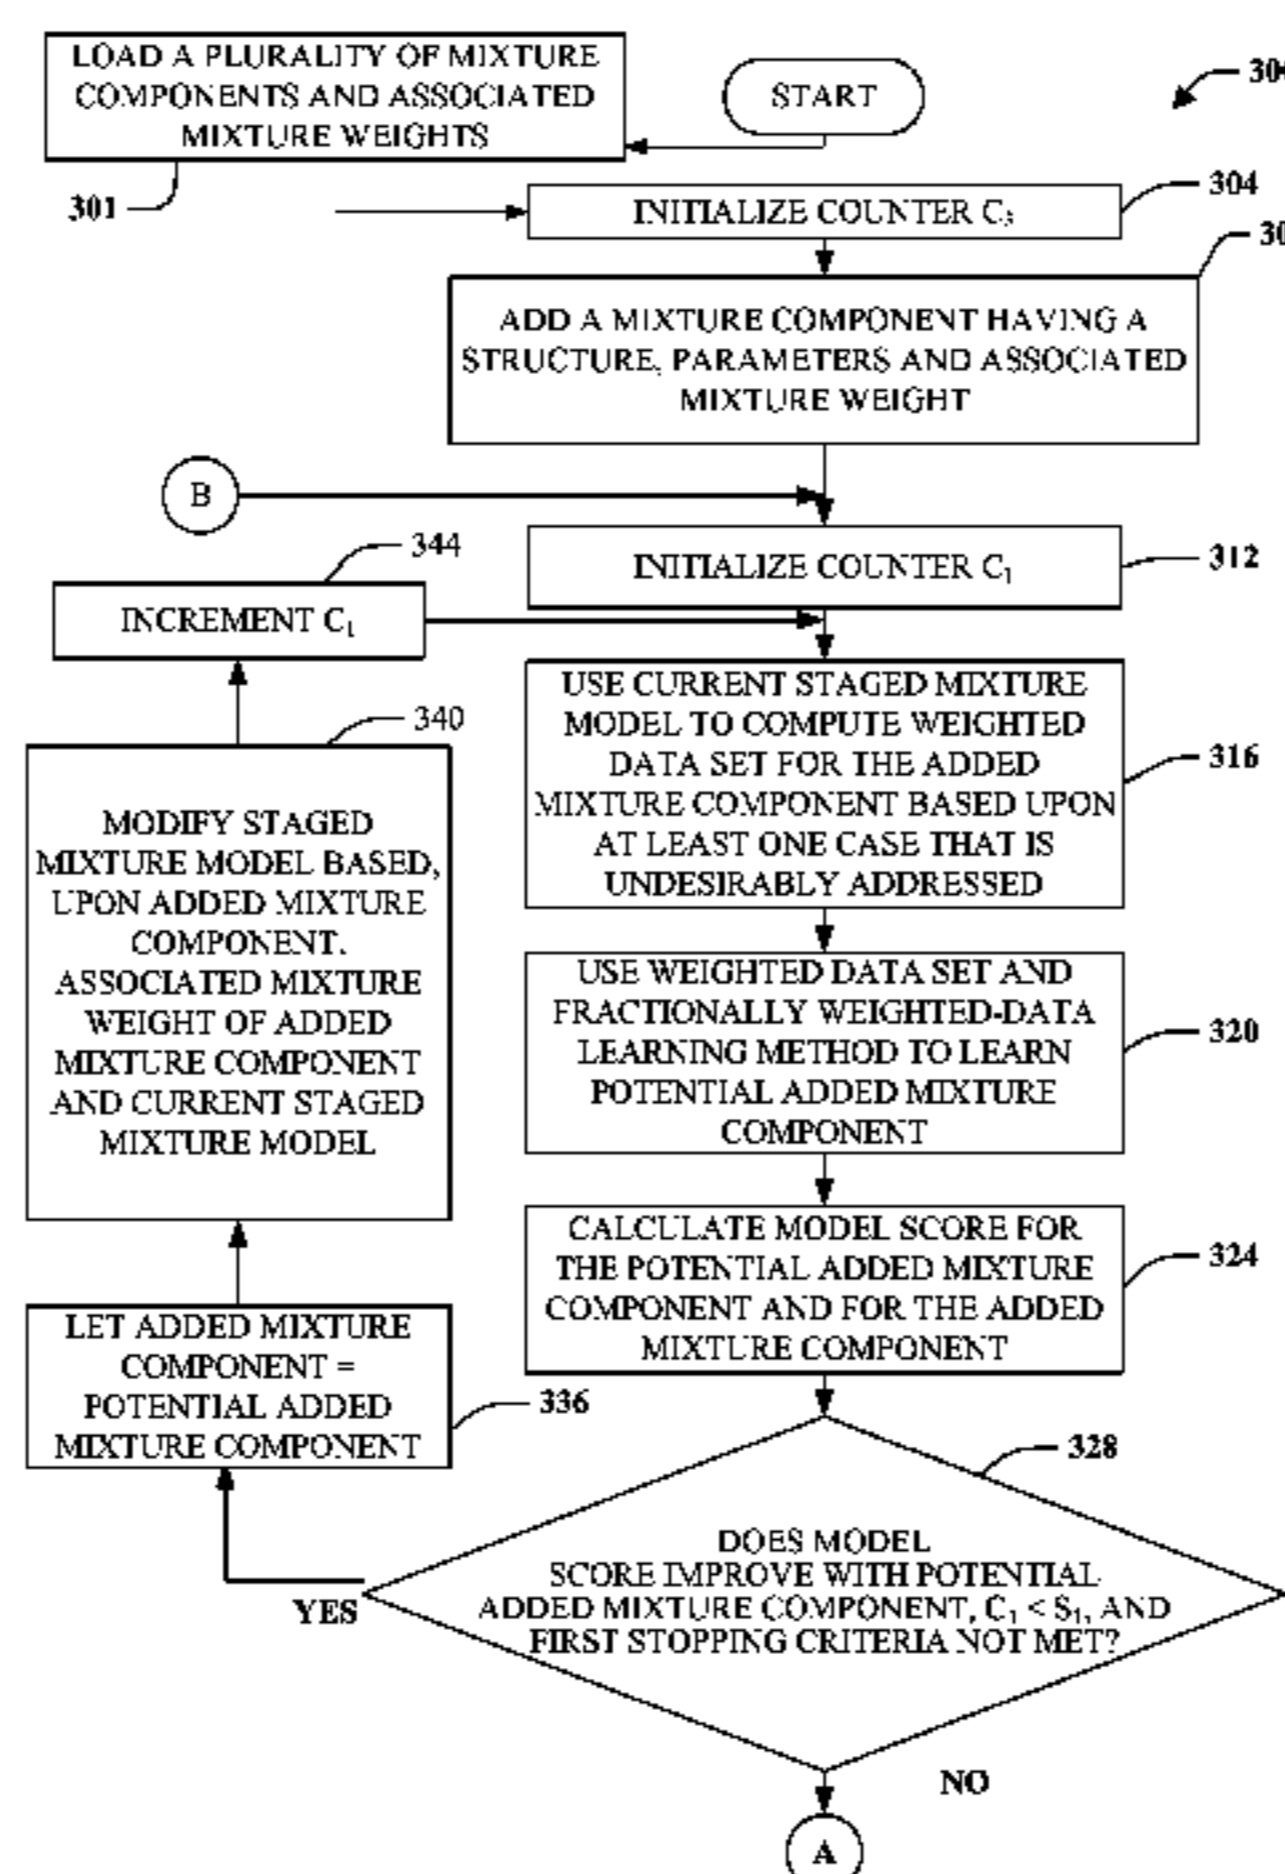 LOAD A PLURALITY OF MIXTURE
COMPONENTS AND ASSOCIATED
MIXTURE WEIGHTS
START
301
INITIALIZE COUNTER C₃
304
ADD A MIXTURE COMPONENT HAVING A
STRUCTURE, PARAMETERS AND ASSOCIATED
MIXTURE WEIGHT
B
INITIALIZE COUNTER C₁
312
344
INCREMENT C₁
USE CURRENT STAGED MIXTURE
MODEL TO COMPUTE WEIGHTED
DATA SET FOR THE ADDED
MIXTURE COMPONENT BASED UPON
AT LEAST ONE CASE THAT IS
UNDESIRABLY ADDRESSED
316
340
MODIFY STAGED
MIXTURE MODEL BASED,
UPON ADDED MIXTURE
COMPONENT.
ASSOCIATED MIXTURE
WEIGHT OF ADDED
MIXTURE COMPONENT
AND CURRENT STAGED
MIXTURE MODEL
USE WEIGHTED DATA SET AND
FRACTIONALLY WEIGHTED-DATA
LEARNING METHOD TO LEARN
POTENTIAL ADDED MIXTURE
COMPONENT
320
CALCULATE MODEL SCORE FOR
THE POTENTIAL ADDED MIXTURE
COMPONENT AND FOR THE ADDED
MIXTURE COMPONENT
324
LET ADDED MIXTURE
COMPONENT =
POTENTIAL ADDED
MIXTURE COMPONENT
336
328
DOES MODEL
SCORE IMPROVE WITH POTENTIAL
ADDED MIXTURE COMPONENT, C₁ < S₁, AND
FIRST STOPPING CRITERIA NOT MET?
YES
NO
A